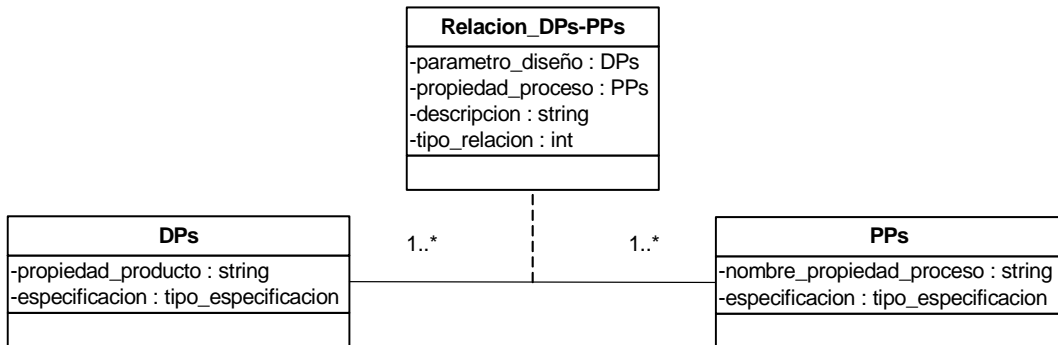 Relacion_DPs-PPs
-parametro_diseño : DPs
-propiedad_proceso : PPs
-descripcion : string
-tipo_relacion : int
DPs
-propiedad_producto : string
-especificacion : tipo_especificacion
1..*
1..*
PPs
-nombre_propiedad_proceso : string
-especificacion : tipo_especificacion